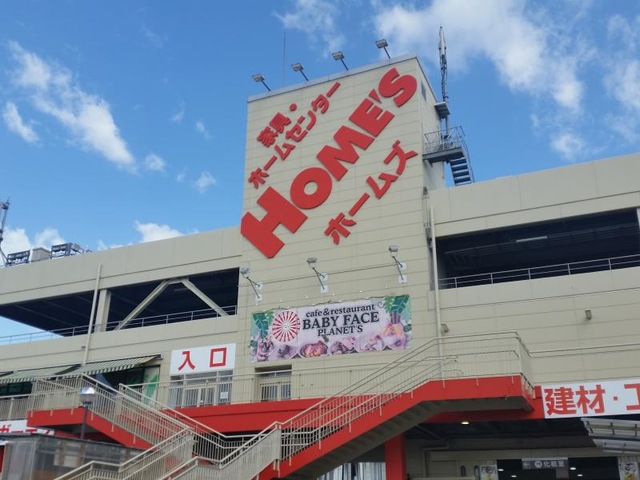 家具・
ホームセンター
HOME'S
ホームズ
cafe&restaurant
BABY FACE
PLANET'S
入口
建材・工